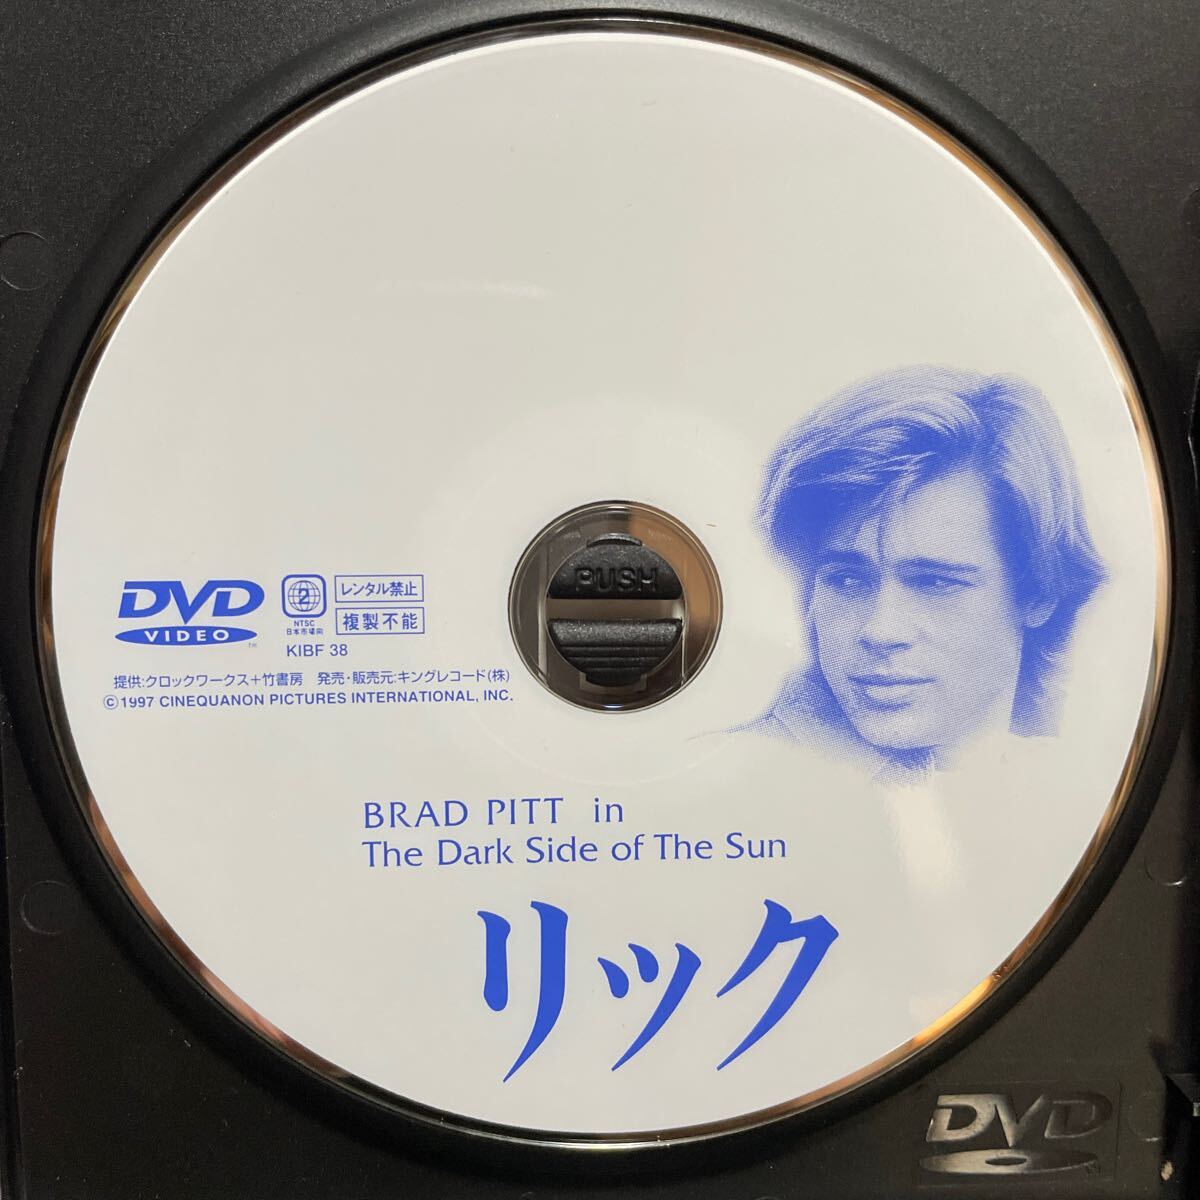 PUSH
DVD
VIDEO
TM
2
NTSC
日本市場向
レンタル禁止
複製不能
KIBF 38
提供:クロックワークス+竹書房 発売・販売元:キングレコード(株)
©1997 CINEQUANON PICTURES INTERNATIONAL, INC.
BRAD PITT in
The Dark Side of The Sun
リック
DVD